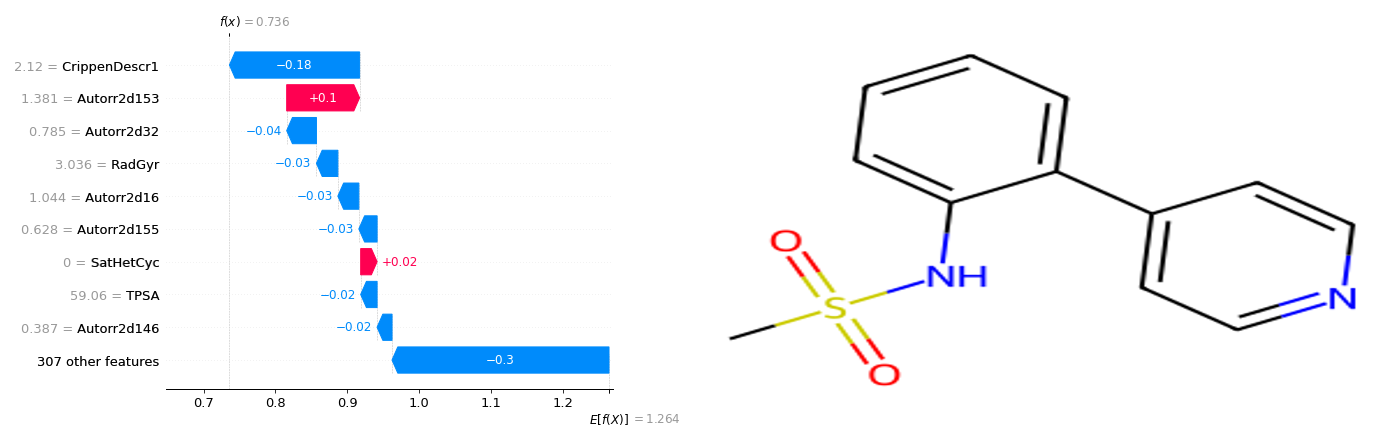 f(x) = 0.736
2.12 = CrippenDescr1
−0.18
1.381 = Autorr2d153
+0.1
0.785 = Autorr2d32
−0.04
3.036 = RadGyr
−0.03
1.044 = Autorr2d16
−0.03
0.628 = Autorr2d155
−0.03
0 = SatHetCyc
+0.02
59.06 = TPSA
−0.02
0.387 = Autorr2d146
−0.02
307 other features
−0.3
0.7 0.8 0.9 1.0 1.1 1.2
E[f(X)] = 1.264
O
NH
S
N
O